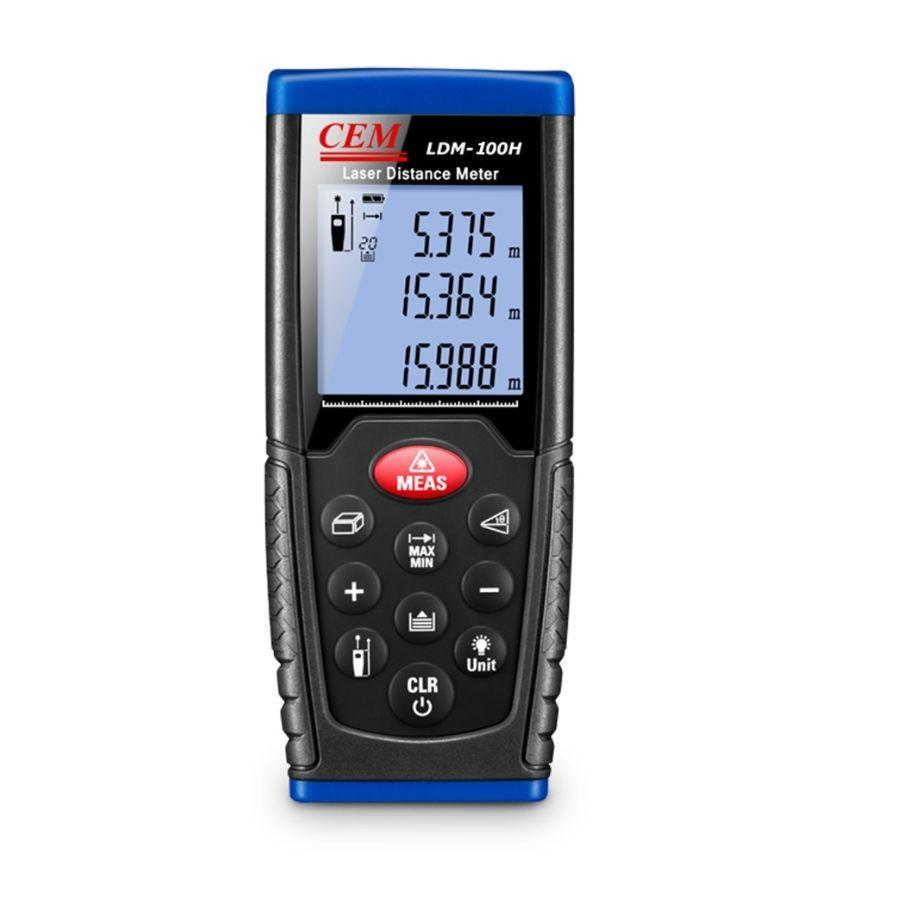 CEM
LDM-100H
Laser Distance Meter
20
5.375 m
15.364 m
15.988 m
MEAS
MAX
MIN
+
-
Unit
CLR